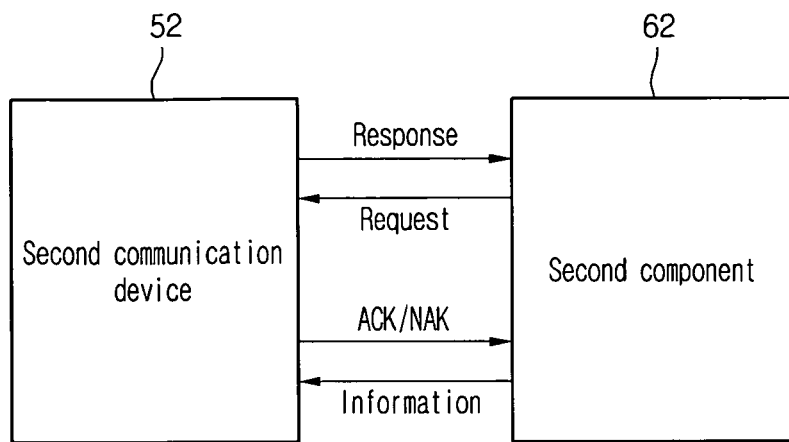 52
62
Response
Request
Second communication
device
Second component
ACK/NAK
Information